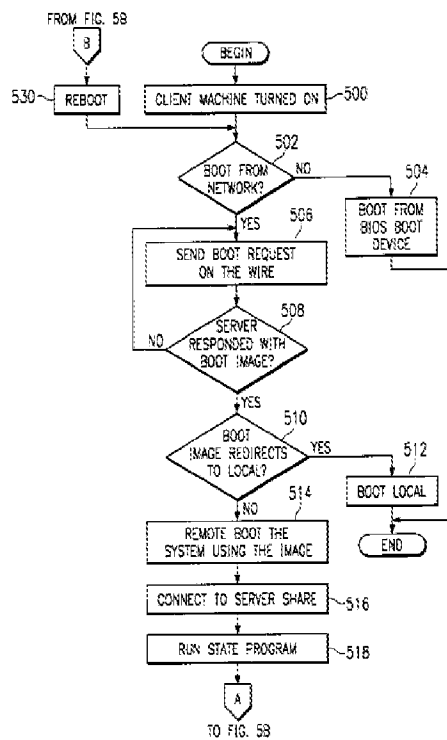 FROM FIG. 5B
B
BEGIN
530
REBOOT
CLIENT MACHINE TURNED ON
500
502
BOOT FROM
NETWORK?
NO
504
BOOT FROM
BIOS BOOT
DEVICE
YES
506
SEND BOOT REQUEST
ON THE WIRE
508
SERVER
RESPONDED WITH
BOOT IMAGE?
NO
YES
510
BOOT
IMAGE REDIRECTS
TO LOCAL?
YES
512
BOOT LOCAL
NO
514
REMOTE BOOT THE
SYSTEM USING THE IMAGE
END
CONNECT TO SERVER SHARE
516
RUN STATE PROGRAM
518
A
TO FIG. 5B